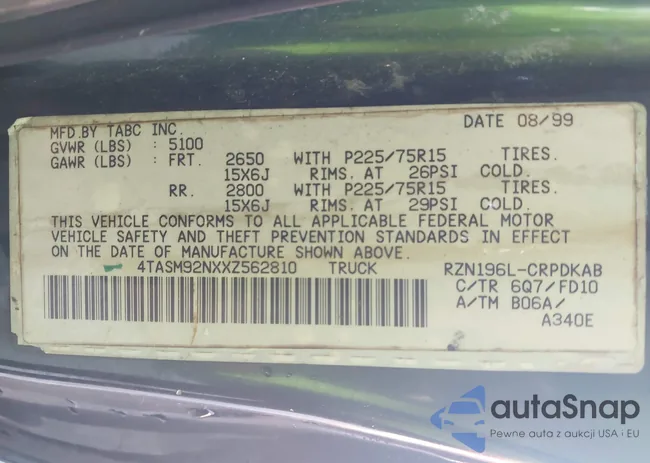 MFD.BY TABC INC. DATE 08/99
GVWR (LBS) : 5100
GAWR (LBS) : FRT. 2650 WITH P225/75R15 TIRES.
15X6J RIMS. AT 26PSI COLD.
RR. 2800 WITH P225/75R15 TIRES.
15X6J RIMS. AT 29PSI COLD.
THIS VEHICLE CONFORMS TO ALL APPLICABLE FEDERAL MOTOR
VEHICLE SAFETY AND THEFT PREVENTION STANDARDS IN EFFECT
ON THE DATE OF MANUFACTURE SHOWN ABOVE.
4TASM92NXXZ562810 TRUCK RZN196L-CRPDKAB
C/TR 6Q7/FD10
A/TM B06A/
A340E
autaSnap
Pewne auta z aukcji USA i EU